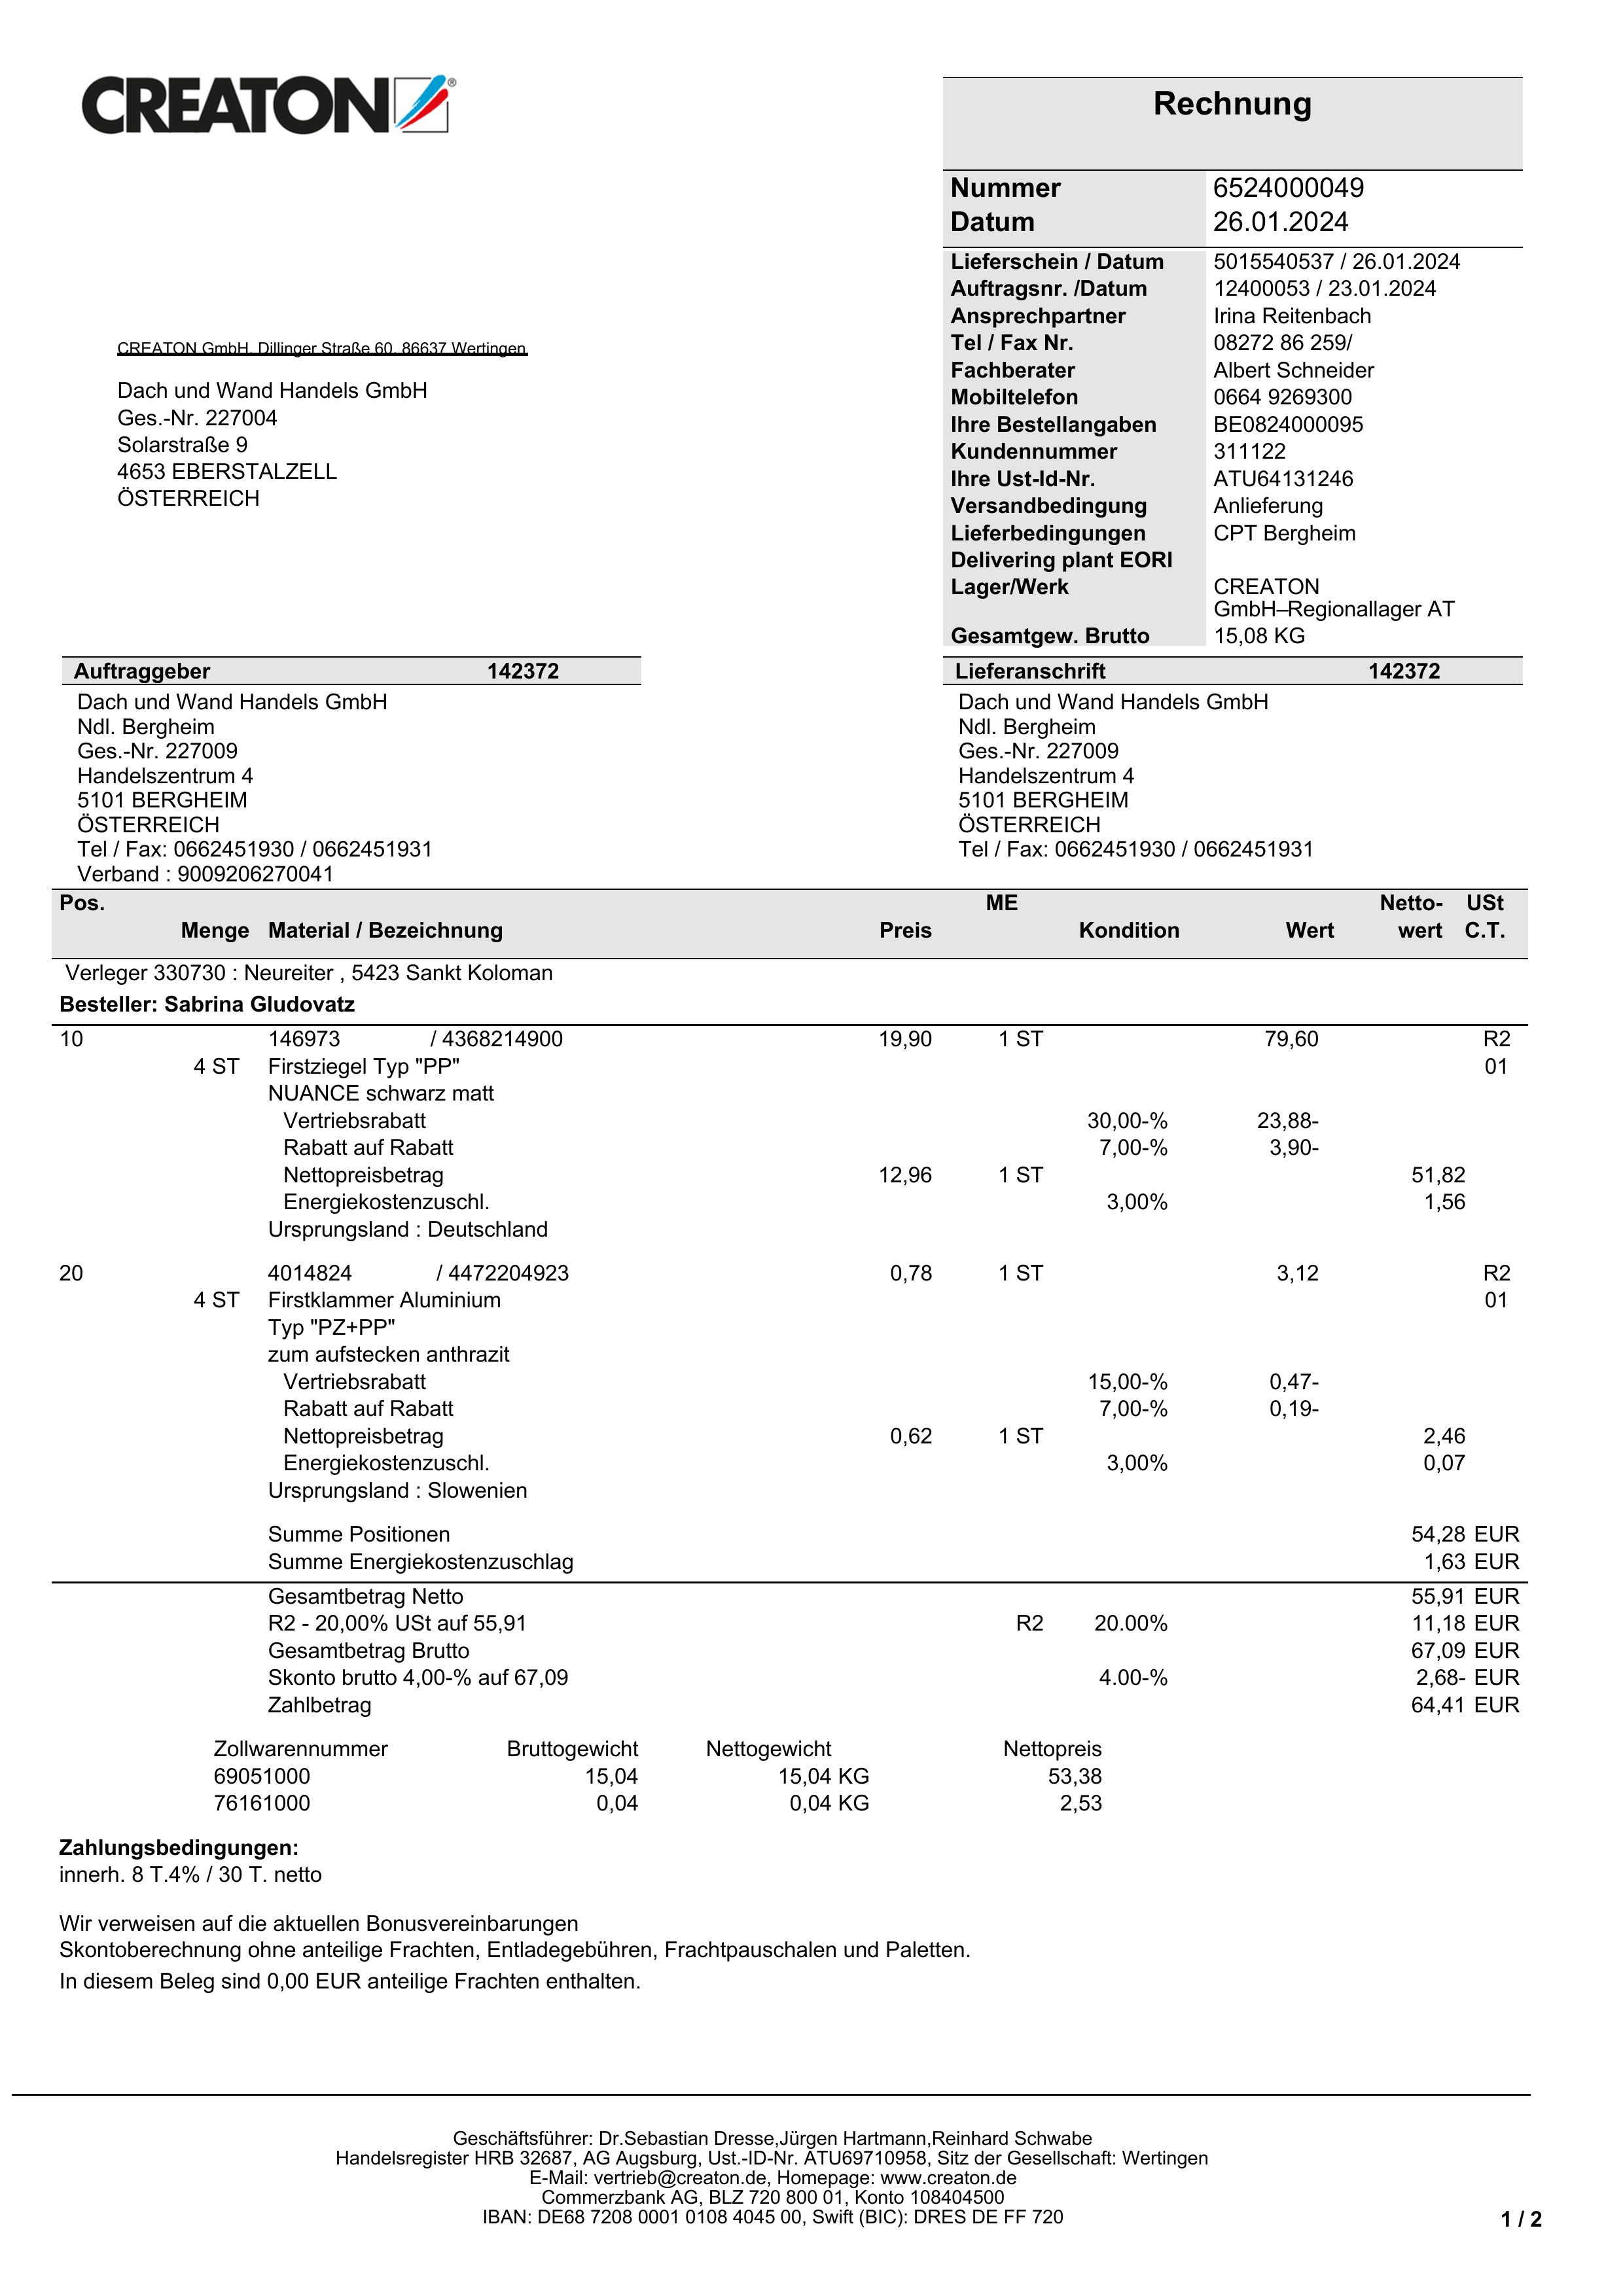 CREATON®
Rechnung
Nummer 6524000049
Datum 26.01.2024
Lieferschein / Datum 5015540537 / 26.01.2024
Auftragsnr. /Datum 12400053 / 23.01.2024
Ansprechpartner Irina Reitenbach
Tel / Fax Nr. 08272 86 259/
Fachberater Albert Schneider
Mobiltelefon 0664 9269300
Ihre Bestellangaben BE0824000095
Kundennummer 311122
Ihre Ust-Id-Nr. ATU64131246
Versandbedingung Anlieferung
Lieferbedingungen CPT Bergheim
Delivering plant EORI
Lager/Werk CREATON
GmbH–Regionallager AT
Gesamtgew. Brutto 15,08 KG
CREATON GmbH, Dillinger Straße 60, 86637 Wertingen
Dach und Wand Handels GmbH
Ges.-Nr. 227004
Solarstraße 9
4653 EBERSTALZELL
ÖSTERREICH
Auftraggeber 142372
Dach und Wand Handels GmbH
Ndl. Bergheim
Ges.-Nr. 227009
Handelszentrum 4
5101 BERGHEIM
ÖSTERREICH
Tel / Fax: 0662451930 / 0662451931
Verband : 9009206270041
Lieferanschrift 142372
Dach und Wand Handels GmbH
Ndl. Bergheim
Ges.-Nr. 227009
Handelszentrum 4
5101 BERGHEIM
ÖSTERREICH
Tel / Fax: 0662451930 / 0662451931
Pos. ME Netto- USt
Menge Material / Bezeichnung Preis Kondition Wert wert C.T.
Verleger 330730 : Neureiter , 5423 Sankt Koloman
Besteller: Sabrina Gludovatz
10 146973 / 4368214900 19,90 1 ST 79,60 R2
4 ST Firstziegel Typ "PP" 01
NUANCE schwarz matt
Vertriebsrabatt 30,00-% 23,88-
Rabatt auf Rabatt 7,00-% 3,90-
Nettopreisbetrag 12,96 1 ST 51,82
Energiekostenzuschl. 3,00% 1,56
Ursprungsland : Deutschland
20 4014824 / 4472204923 0,78 1 ST 3,12 R2
4 ST Firstklammer Aluminium 01
Typ "PZ+PP"
zum aufstecken anthrazit
Vertriebsrabatt 15,00-% 0,47-
Rabatt auf Rabatt 7,00-% 0,19-
Nettopreisbetrag 0,62 1 ST 2,46
Energiekostenzuschl. 3,00% 0,07
Ursprungsland : Slowenien
Summe Positionen 54,28 EUR
Summe Energiekostenzuschlag 1,63 EUR
Gesamtbetrag Netto 55,91 EUR
R2 - 20,00% USt auf 55,91 R2 20.00% 11,18 EUR
Gesamtbetrag Brutto 67,09 EUR
Skonto brutto 4,00-% auf 67,09 4.00-% 2,68- EUR
Zahlbetrag 64,41 EUR
Zollwarennummer Bruttogewicht Nettogewicht Nettopreis
69051000 15,04 15,04 KG 53,38
76161000 0,04 0,04 KG 2,53
Zahlungsbedingungen:
innerh. 8 T.4% / 30 T. netto
Wir verweisen auf die aktuellen Bonusvereinbarungen
Skontoberechnung ohne anteilige Frachten, Entladegebühren, Frachtpauschalen und Paletten.
In diesem Beleg sind 0,00 EUR anteilige Frachten enthalten.
Geschäftsführer: Dr.Sebastian Dresse,Jürgen Hartmann,Reinhard Schwabe
Handelsregister HRB 32687, AG Augsburg, Ust.-ID-Nr. ATU69710958, Sitz der Gesellschaft: Wertingen
E-Mail: vertrieb@creaton.de, Homepage: www.creaton.de
Commerzbank AG, BLZ 720 800 01, Konto 108404500
IBAN: DE68 7208 0001 0108 4045 00, Swift (BIC): DRES DE FF 720
1 / 2